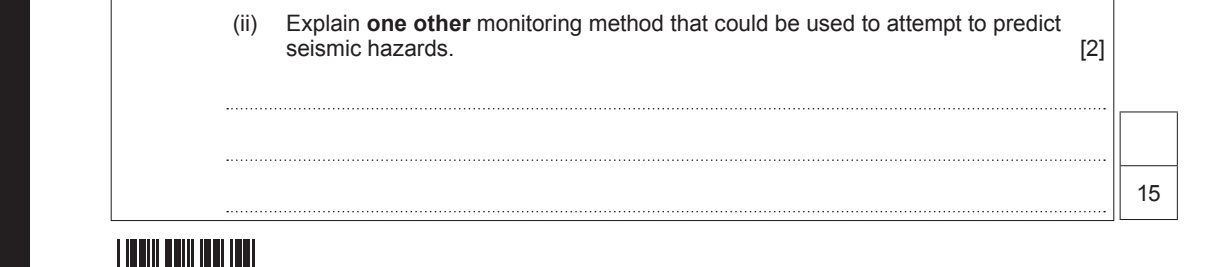 (ii) Explain one other monitoring method that could be used to attempt to predict
seismic hazards. [2]
15